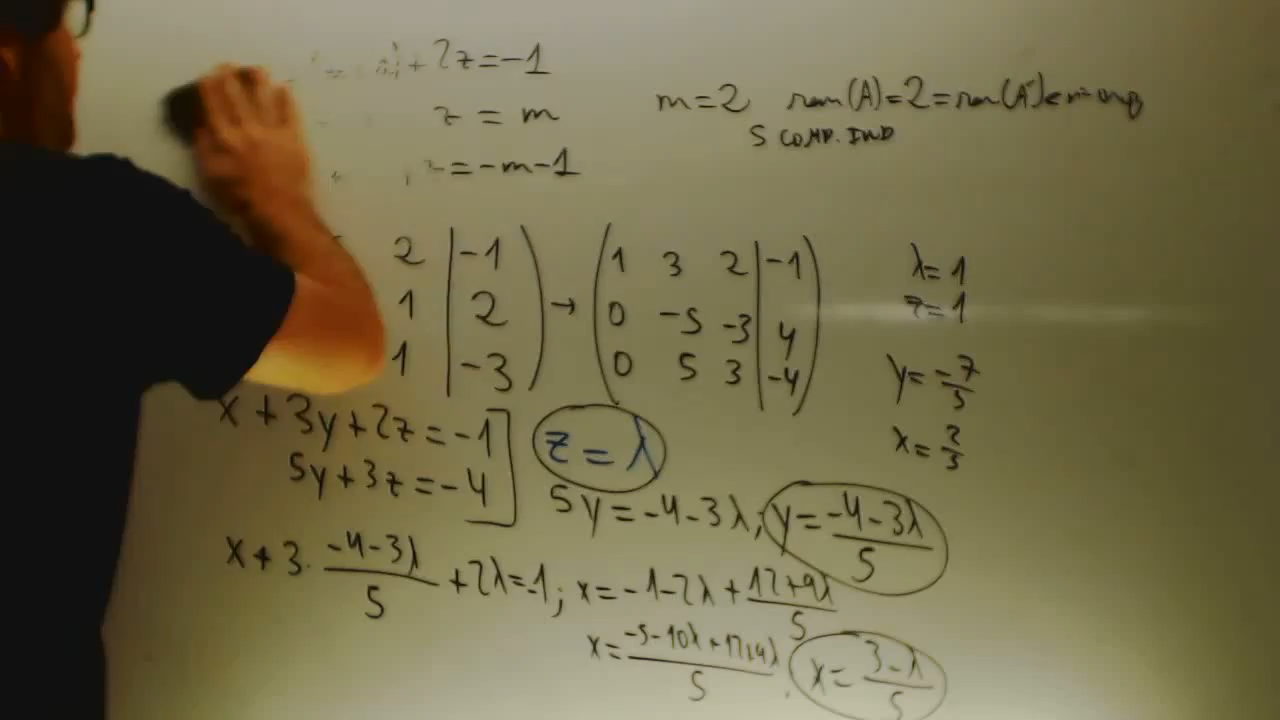 + 2z = -1
z = m
z = -m-1
m = 2 ran(A) = 2 = ran(A') <
S COMP. IND
2 | -1
1 | 2
1 | -3
→
1 3 2 | -1
0 -5 -3 | 4
0 5 3 | -4
λ = 1
z = 1
y = -7/5
x = 2/5
x + 3y + 2z = -1
5y + 3z = -4
z = λ
5y = -4-3λ; y = -4-3λ/5
x + 3 · -4-3λ/5 + 2λ = -1; x = -1-2λ + 12+9λ/5
x = -5-10λ+12+9λ/5
x = 3-λ/5